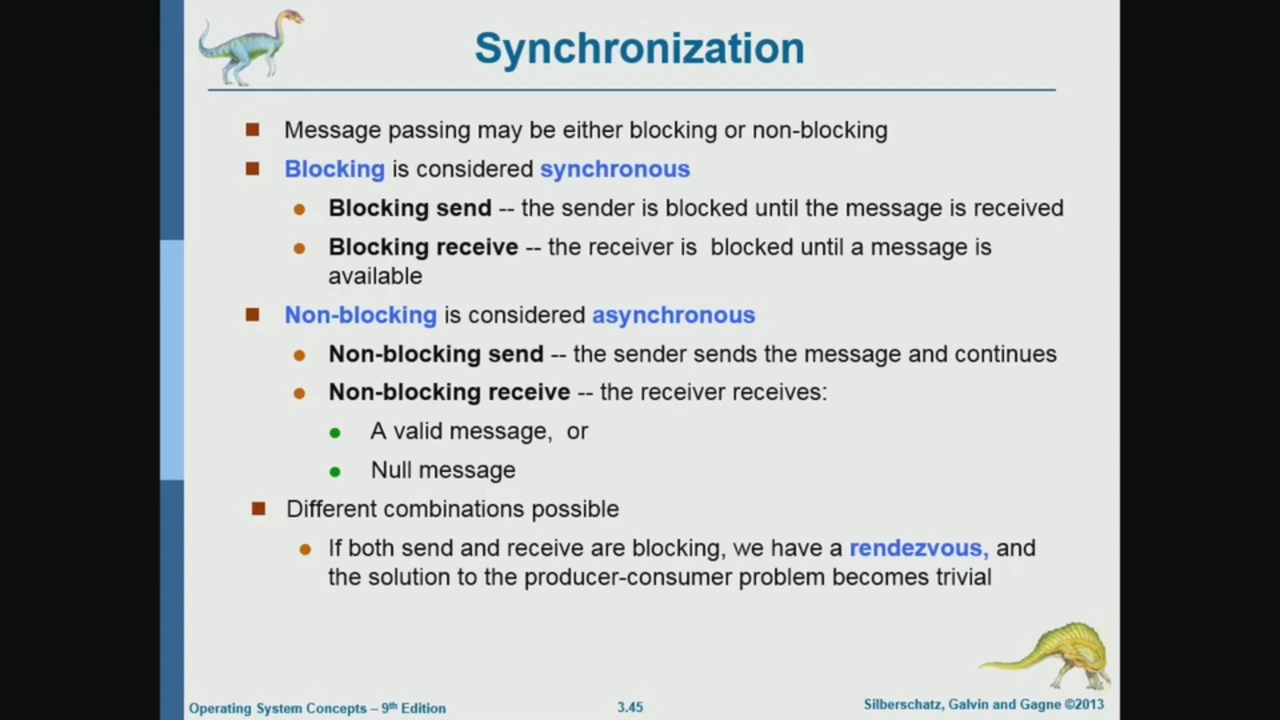 Synchronization
Message passing may be either blocking or non-blocking
Blocking is considered synchronous
Blocking send -- the sender is blocked until the message is received
Blocking receive -- the receiver is  blocked until a message is
available
Non-blocking is considered asynchronous
Non-blocking send -- the sender sends the message and continues
Non-blocking receive -- the receiver receives:
A valid message,  or
Null message
Different combinations possible
If both send and receive are blocking, we have a rendezvous, and
the solution to the producer-consumer problem becomes trivial
Operating System Concepts – 9th Edition
3.45
Silberschatz, Galvin and Gagne ©2013